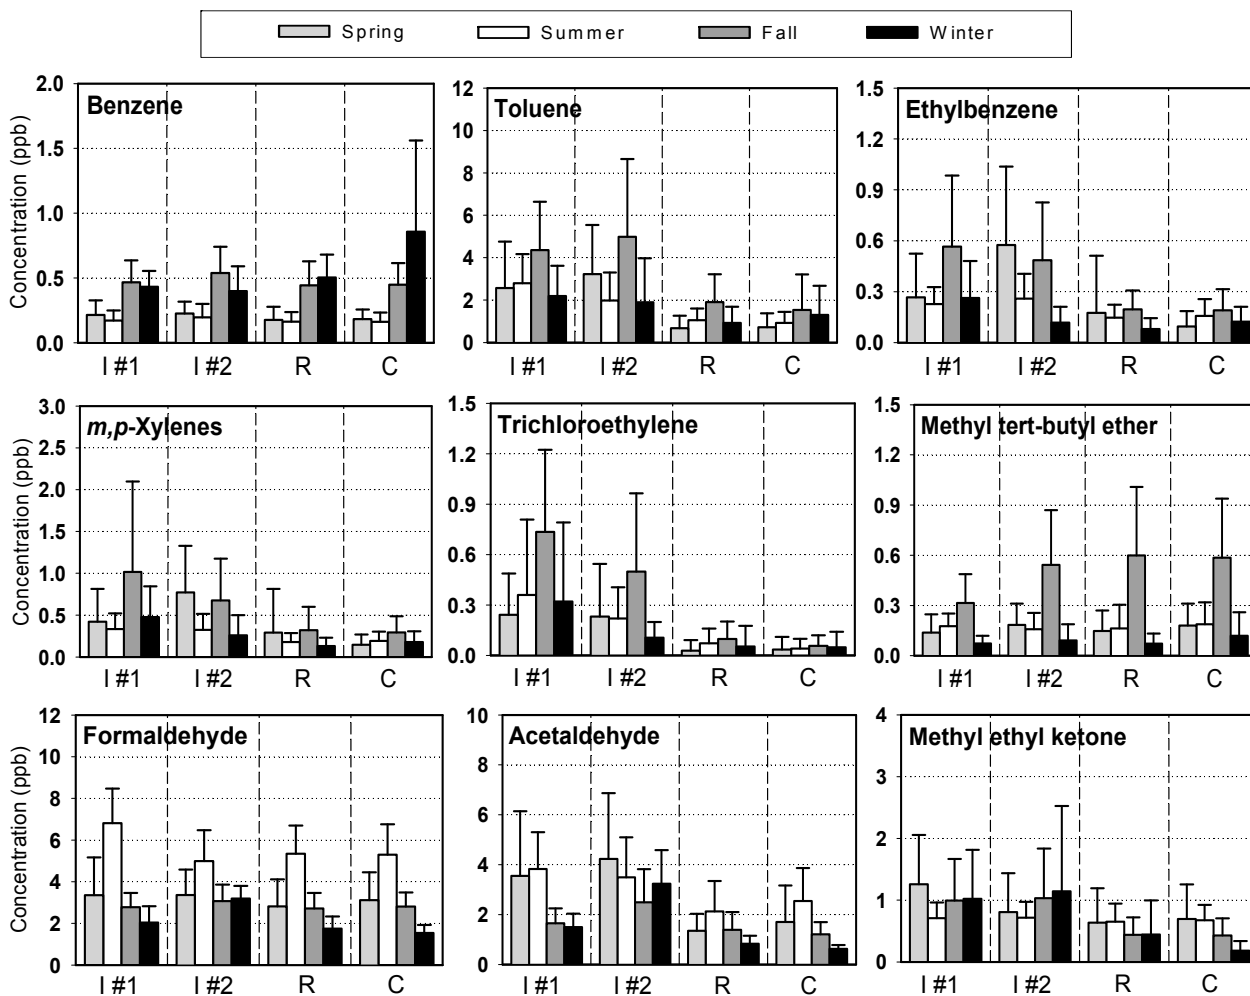 Spring Summer Fall Winter
Benzene
Toluene
Ethylbenzene
Concentration (ppb)
2.0
1.5
1.0
0.5
0.0
12
10
8
6
4
2
0
1.5
1.2
0.9
0.6
0.3
0.0
I #1 I #2 R C
I #1 I #2 R C
I #1 I #2 R C
m,p-Xylenes
Trichloroethylene
Methyl tert-butyl ether
Concentration (ppb)
3.0
2.5
2.0
1.5
1.0
0.5
0.0
1.5
1.2
0.9
0.6
0.3
0.0
1.5
1.2
0.9
0.6
0.3
0.0
I #1 I #2 R C
I #1 I #2 R C
I #1 I #2 R C
Formaldehyde
Acetaldehyde
Methyl ethyl ketone
Concentration (ppb)
12
10
8
6
4
2
0
10
8
6
4
2
0
4
3
2
1
0
I #1 I #2 R C
I #1 I #2 R C
I #1 I #2 R C